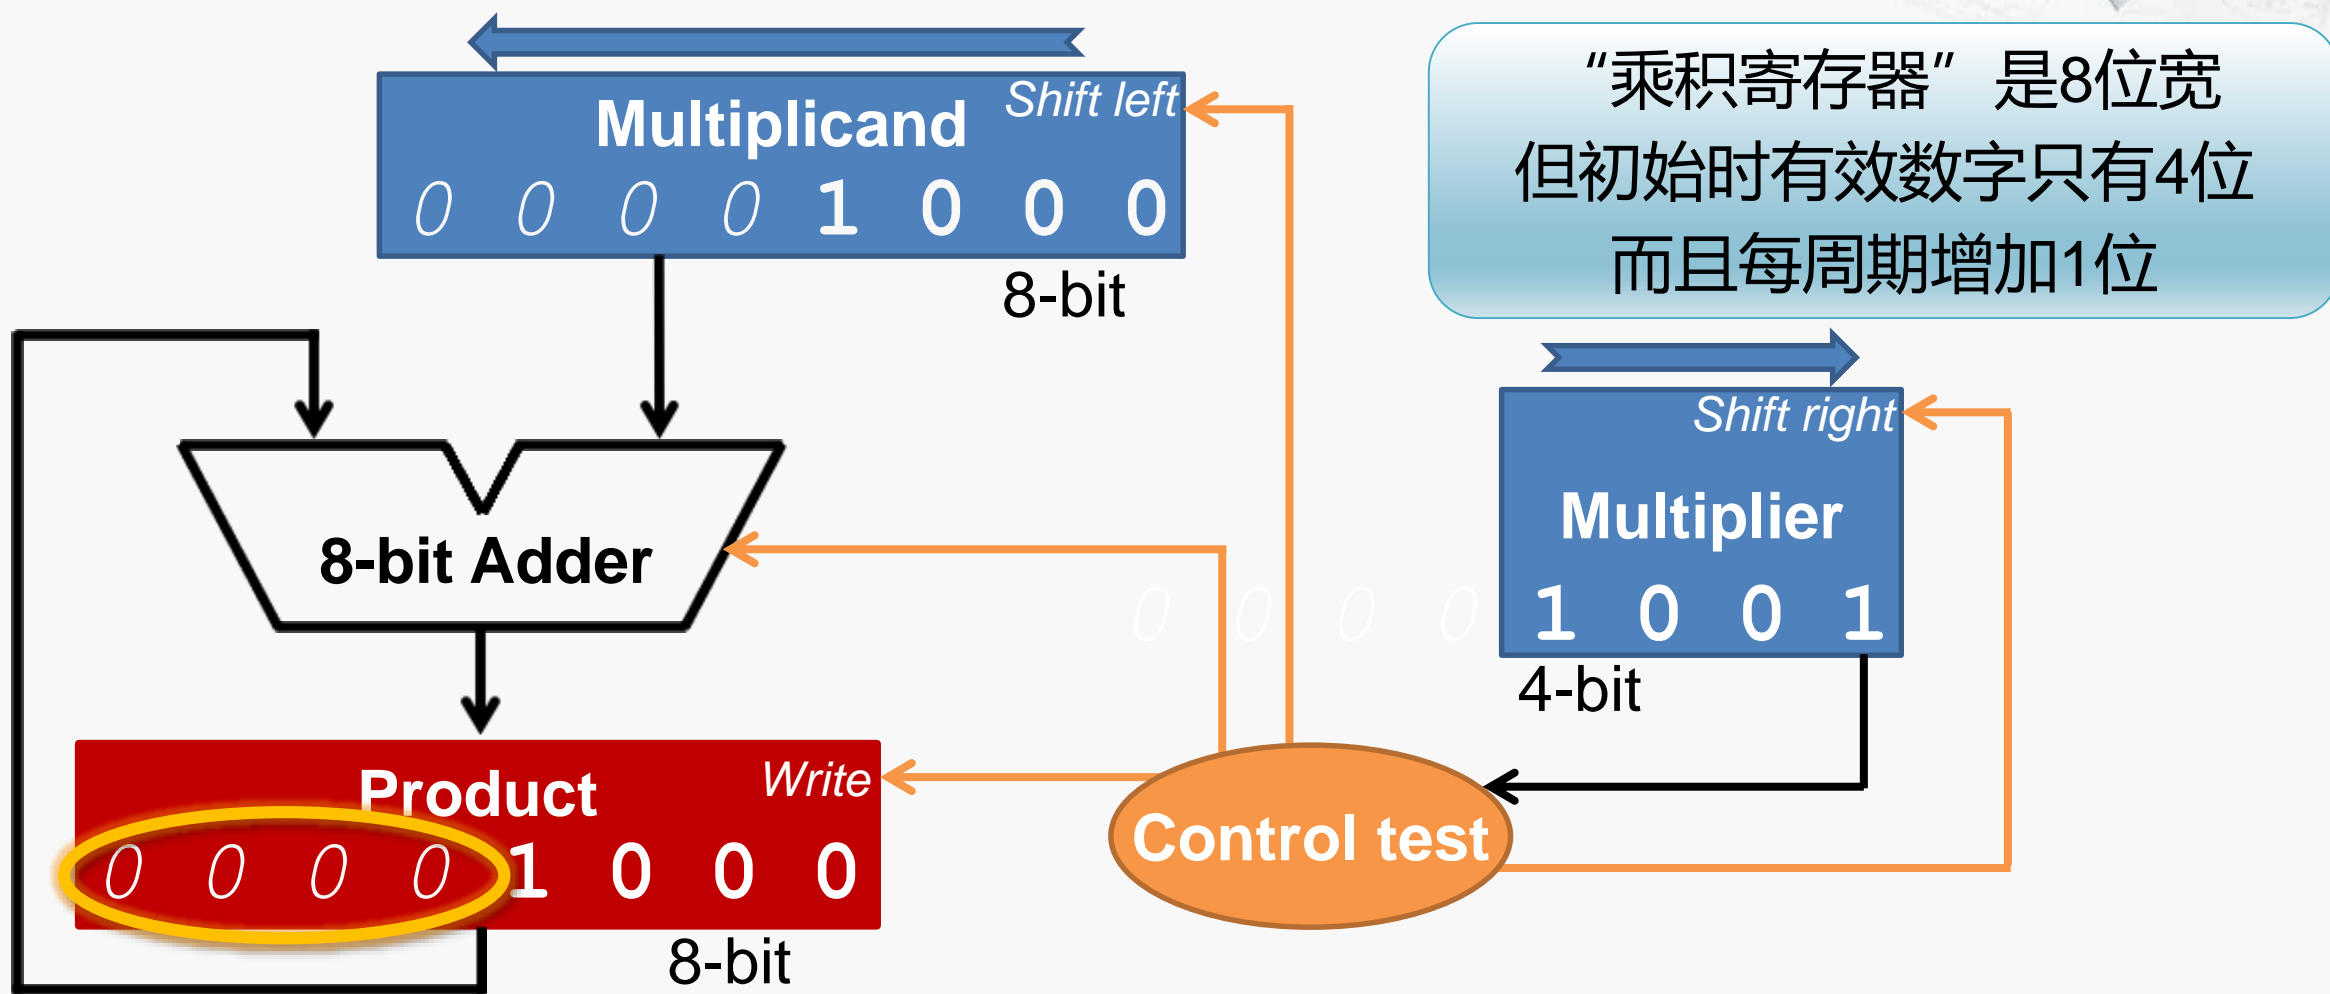 “乘积寄存器”是8位宽
但初始时有效数字只有4位
而且每周期增加1位
Shift left
Multiplicand
0 0 0 0 1 0 0 0
8-bit
Shift right
Multiplier
1 0 0 1
4-bit
8-bit Adder
0 0 0 0
Product
Write
0 0 0 0 1 0 0 0
8-bit
Control test